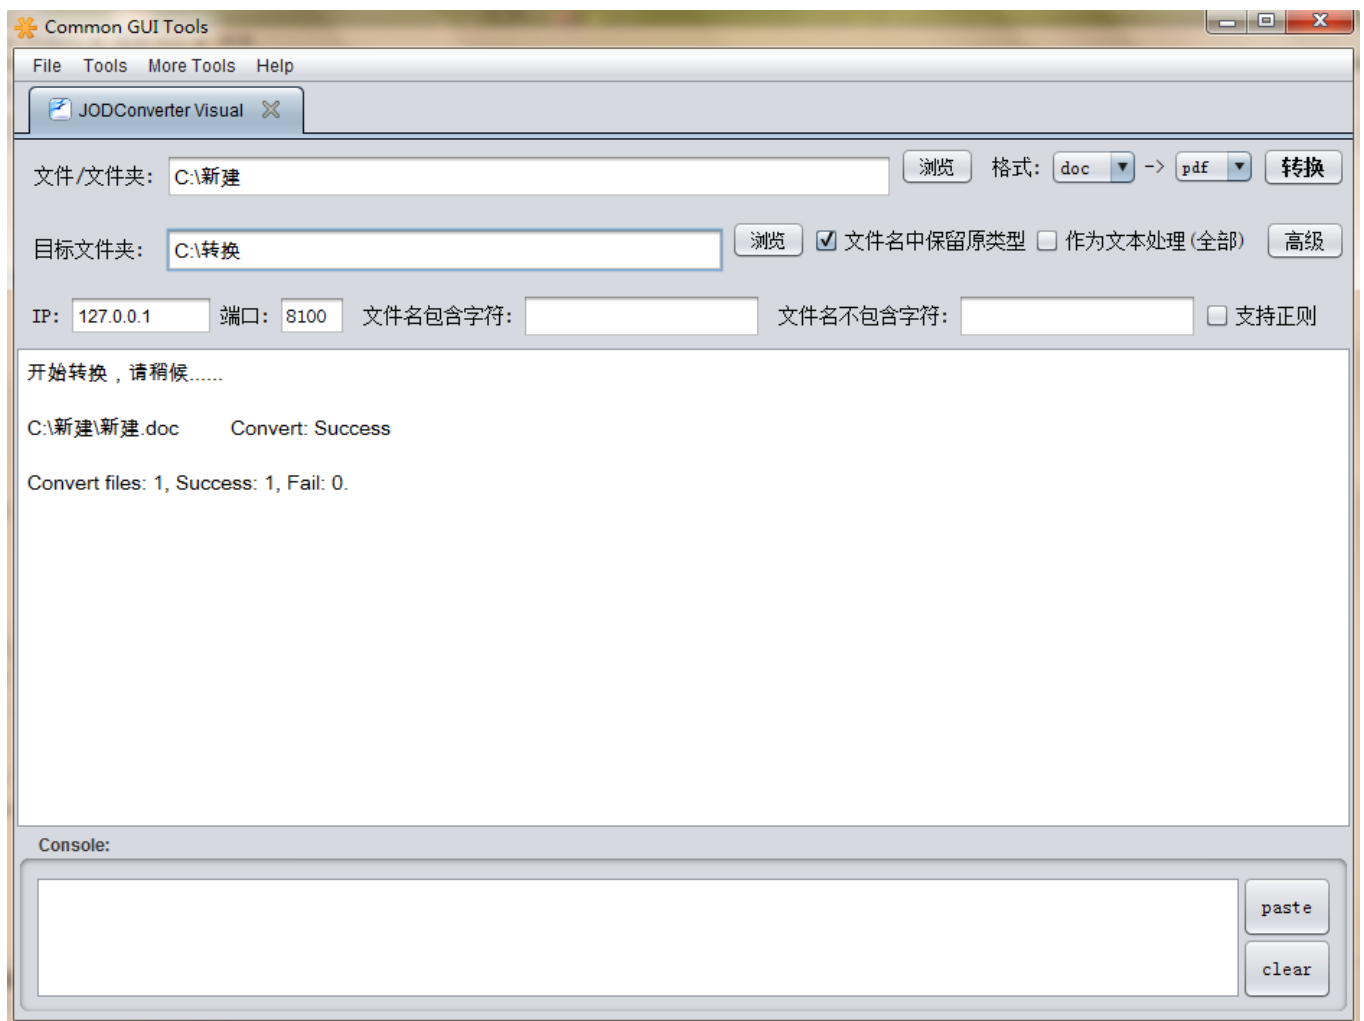 Common GUI Tools
File Tools More Tools Help
JODConverter Visual
文件/文件夹: C:\新建 浏览 格式: doc -> pdf 转换
目标文件夹: C:\转换 浏览 文件名中保留原类型 作为文本处理(全部) 高级
IP: 127.0.0.1 端口: 8100 文件名包含字符: 文件名不包含字符: 支持正则
开始转换，请稍候......
C:\新建\新建.doc Convert: Success
Convert files: 1, Success: 1, Fail: 0.
Console:
paste
clear